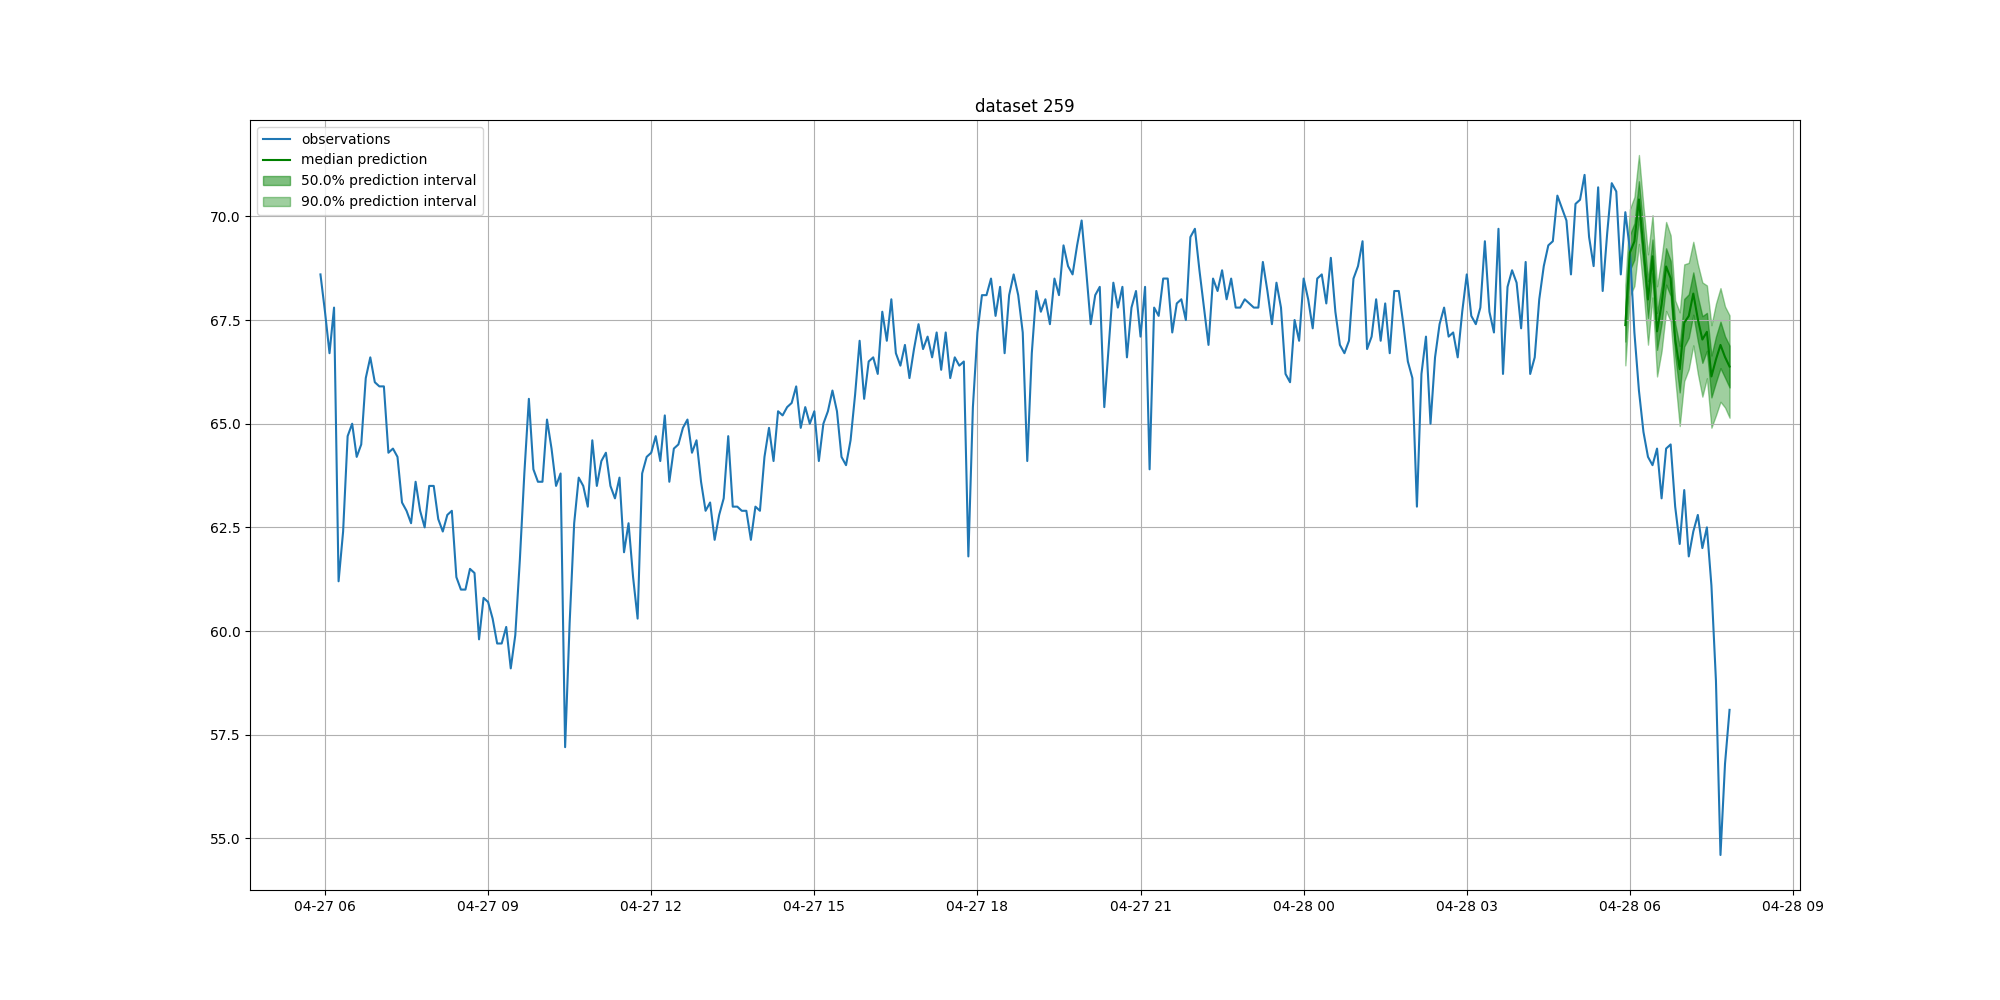 dataset 259
observations
median prediction
50.0% prediction interval
90.0% prediction interval
70.0
67.5
65.0
62.5
60.0
57.5
55.0
04-27 06 04-27 09 04-27 12 04-27 15 04-27 18 04-27 21 04-28 00 04-28 03 04-28 06 04-28 09